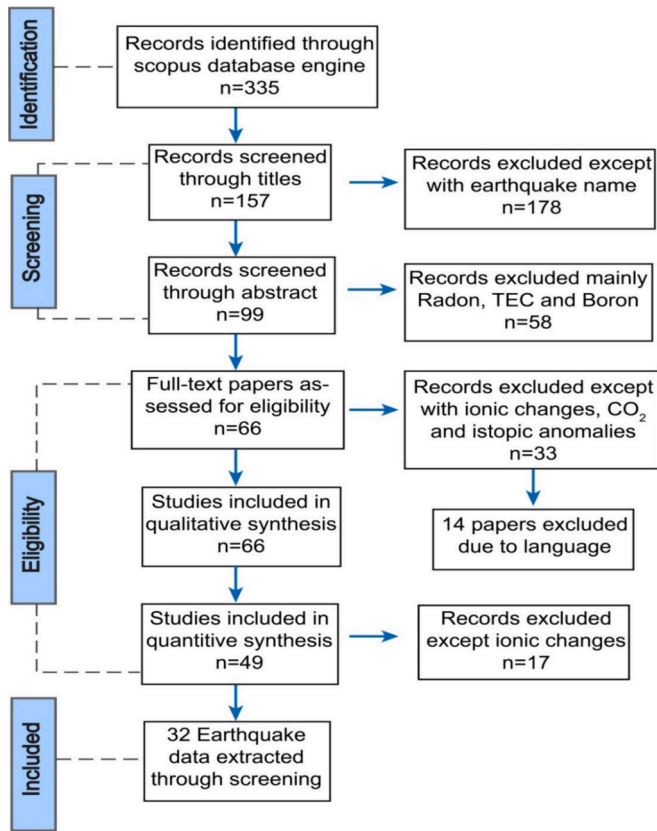 Identification
Records identified through
scopus database engine
n=335
Screening
Records screened
through titles
n=157
Records excluded except
with earthquake name
n=178
Records screened
through abstract
n=99
Records excluded mainly
Radon, TEC and Boron
n=58
Eligibility
Full-text papers as-
sessed for eligibility
n=66
Records excluded except
with ionic changes, CO₂
and istopic anomalies
n=33
14 papers excluded
due to language
Studies included in
qualitative synthesis
n=66
Studies included in
quantitive synthesis
n=49
Records excluded
except ionic changes
n=17
Included
32 Earthquake
data extracted
through screening